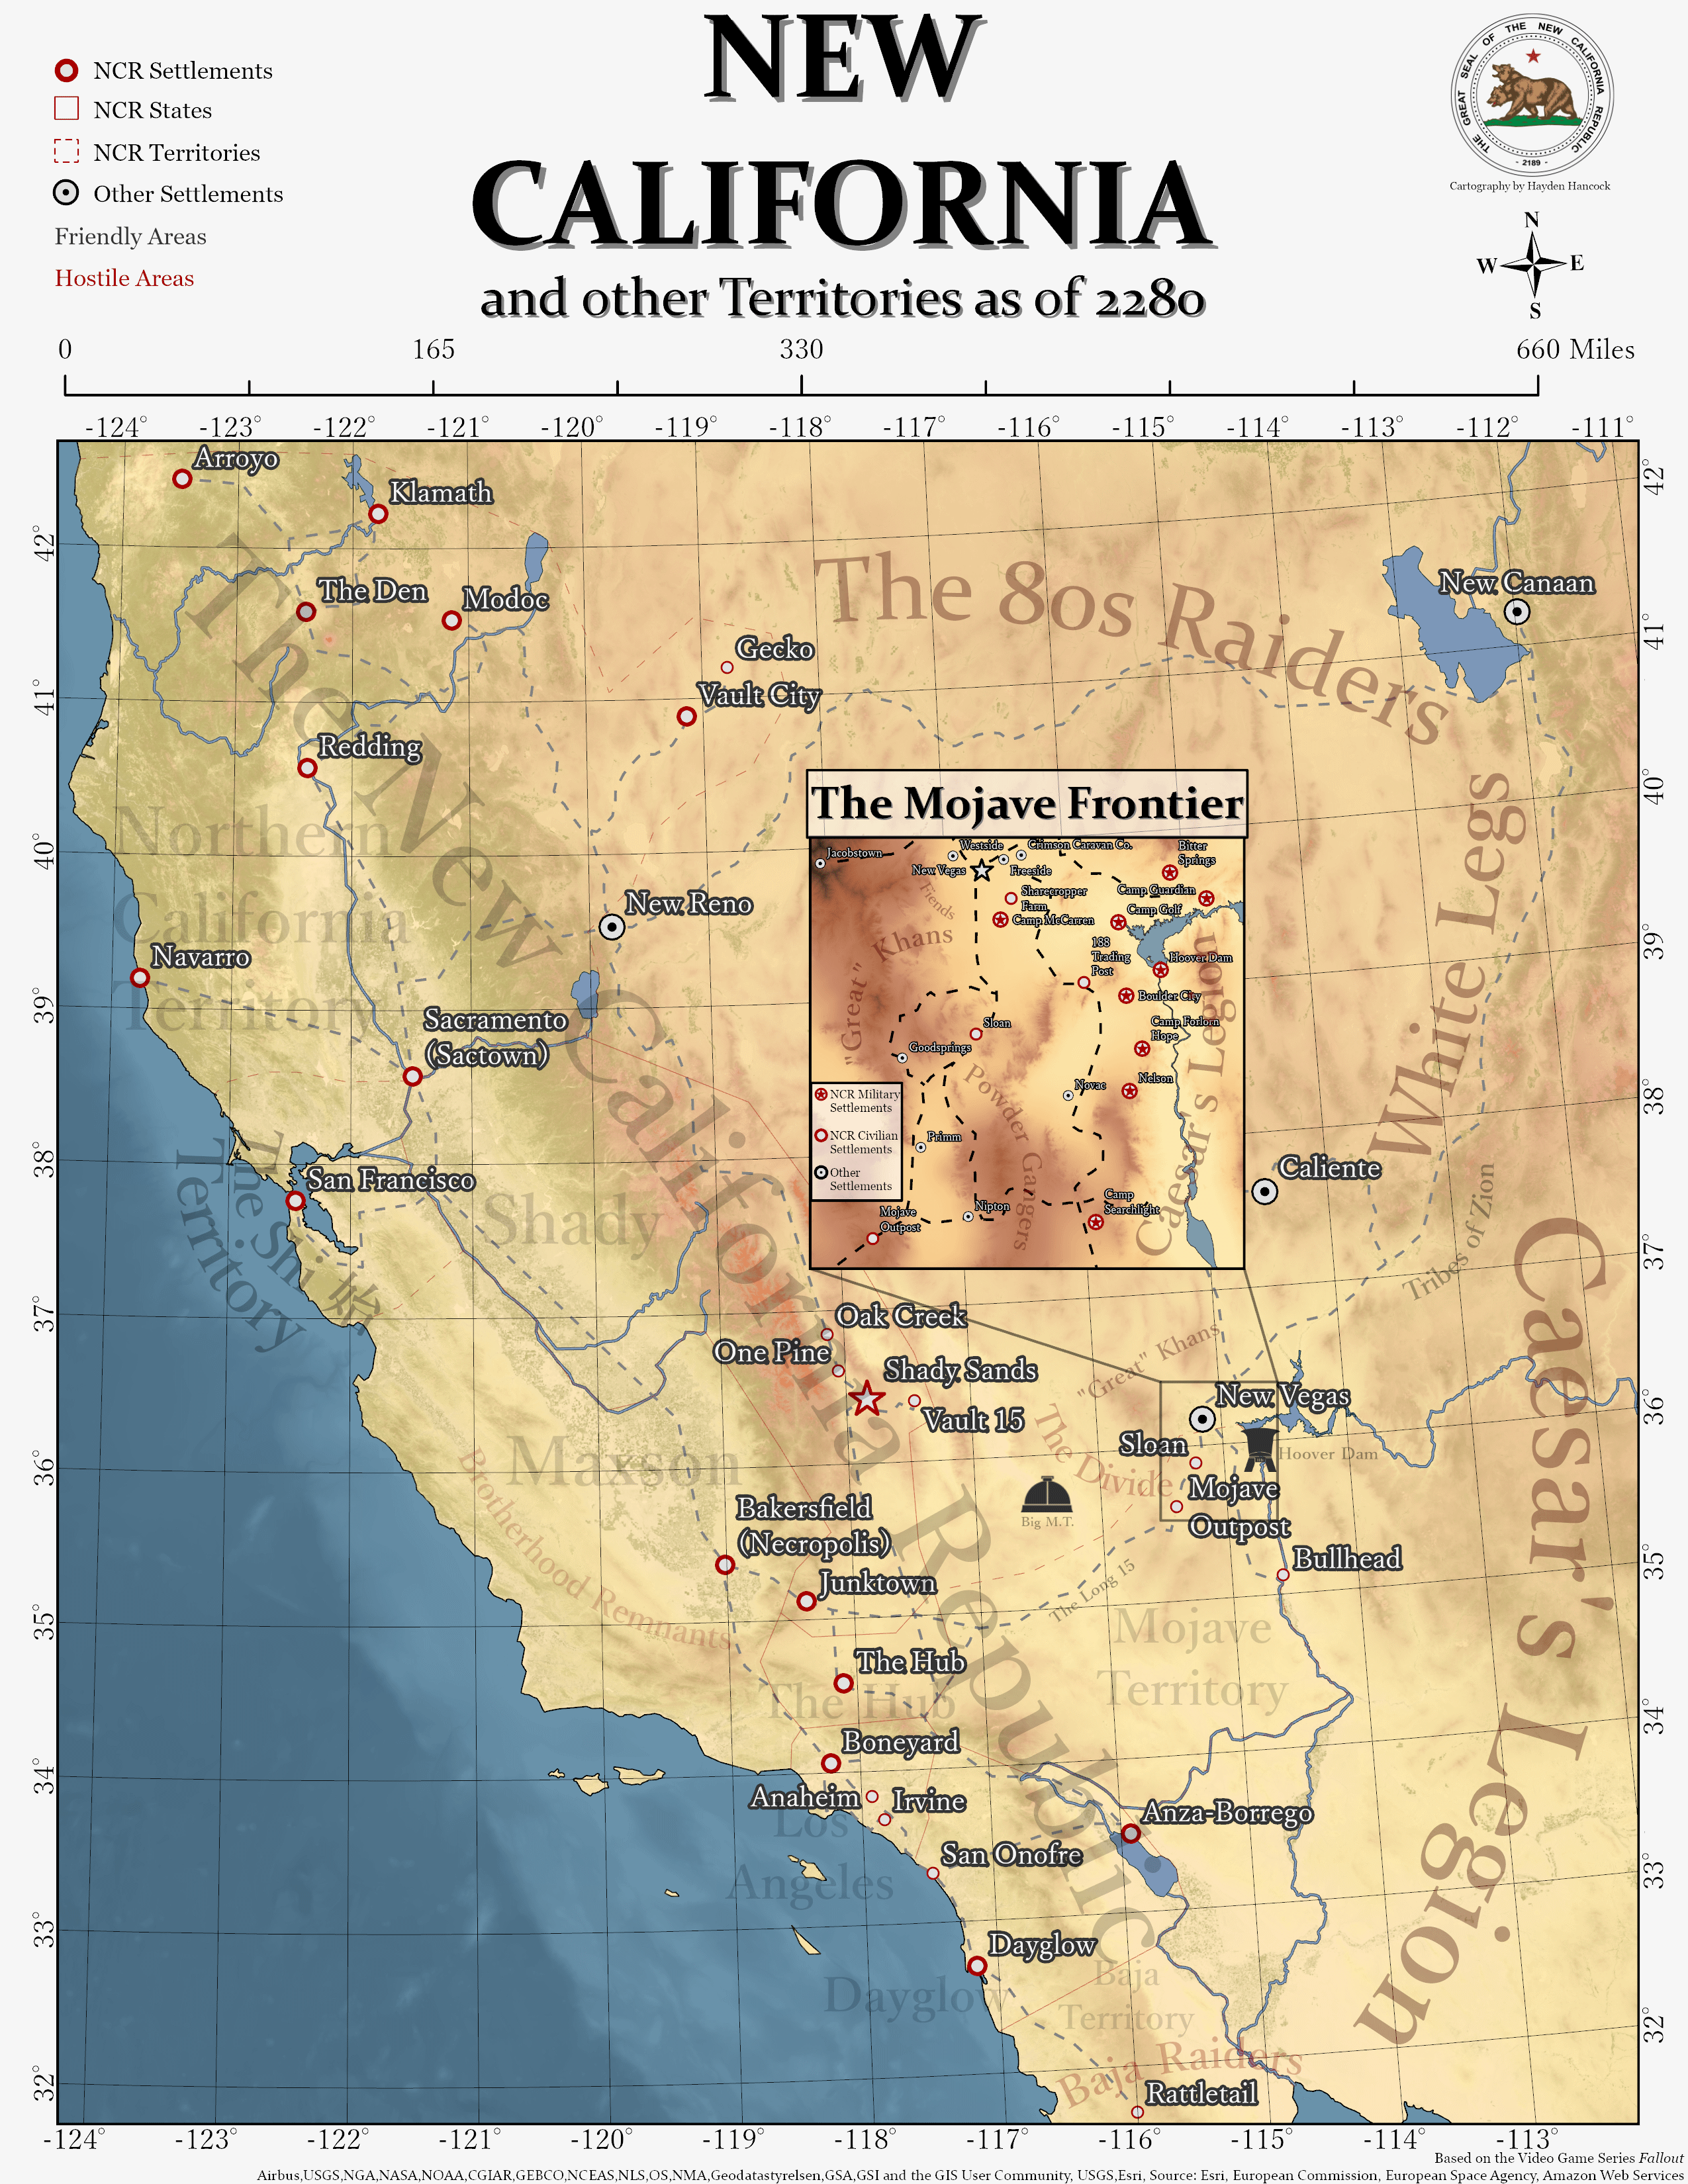 NEW
CALIFORNIA
and other Territories as of 2280
NCR Settlements
NCR States
NCR Territories
Other Settlements
Friendly Areas
Hostile Areas
THE GREAT SEAL OF THE NEW CALIFORNIA REPUBLIC
- 2189 -
Cartography by Hayden Hancock
N
W
E
S
0
165
330
660 Miles
-124°
-123°
-122°
-121°
-120°
-119°
-118°
-117°
-116°
-115°
-114°
-113°
-112°
-111°
42°
41°
40°
39°
38°
37°
36°
35°
34°
33°
32°
42°
41°
40°
39°
38°
37°
36°
35°
34°
33°
32°
Arroyo
Klamath
The Den
Modoc
Gecko
Vault City
Redding
The 80s Raiders
New Canaan
The New California Republic
Northern
California
Territory
New Reno
Navarro
Sacramento
(Sactown)
San Francisco
The Shi 始
Territory
Shady
White Legs
Caliente
Tribes of Zion
Caesar's Legion
The Mojave Frontier
Jacobstown
Westside
Crimson Caravan Co.
New Vegas
Freeside
Bitter
Springs
Fiends
Sharecropper
Farm
Camp McCarren
Camp Guardian
Camp Golf
"Great" Khans
188
Trading
Post
Hoover Dam
Boulder City
Sloan
Camp Forlorn
Hope
Goodsprings
Powder Gangers
Novac
Nelson
Primm
Caesar's Legion
Nipton
Camp
Searchlight
Mojave
Outpost
NCR Military
Settlements
NCR Civilian
Settlements
Other
Settlements
Oak Creek
One Pine
Shady Sands
Vault 15
"Great" Khans
New Vegas
Sloan
Hoover Dam
The Divide
Mojave
Outpost
Big M.T.
Maxson
Brotherhood Remnants
Bakersfield
(Necropolis)
Junktown
Bullhead
The Long 15
Mojave
Territory
The Hub
The Hub
Boneyard
Anaheim
Irvine
Los
Angeles
Anza-Borrego
San Onofre
Dayglow
Dayglow
Baja
Territory
Baja Raiders
Rattletail
-124°
-123°
-122°
-121°
-120°
-119°
-118°
-117°
-116°
-115°
-114°
-113°
Based on the Video Game Series Fallout
Airbus,USGS,NGA,NASA,NOAA,CGIAR,GEBCO,NCEAS,NLS,OS,NMA,Geodatastyrelsen,GSA,GSI and the GIS User Community, USGS,Esri, Source: Esri, European Commission, European Space Agency, Amazon Web Services